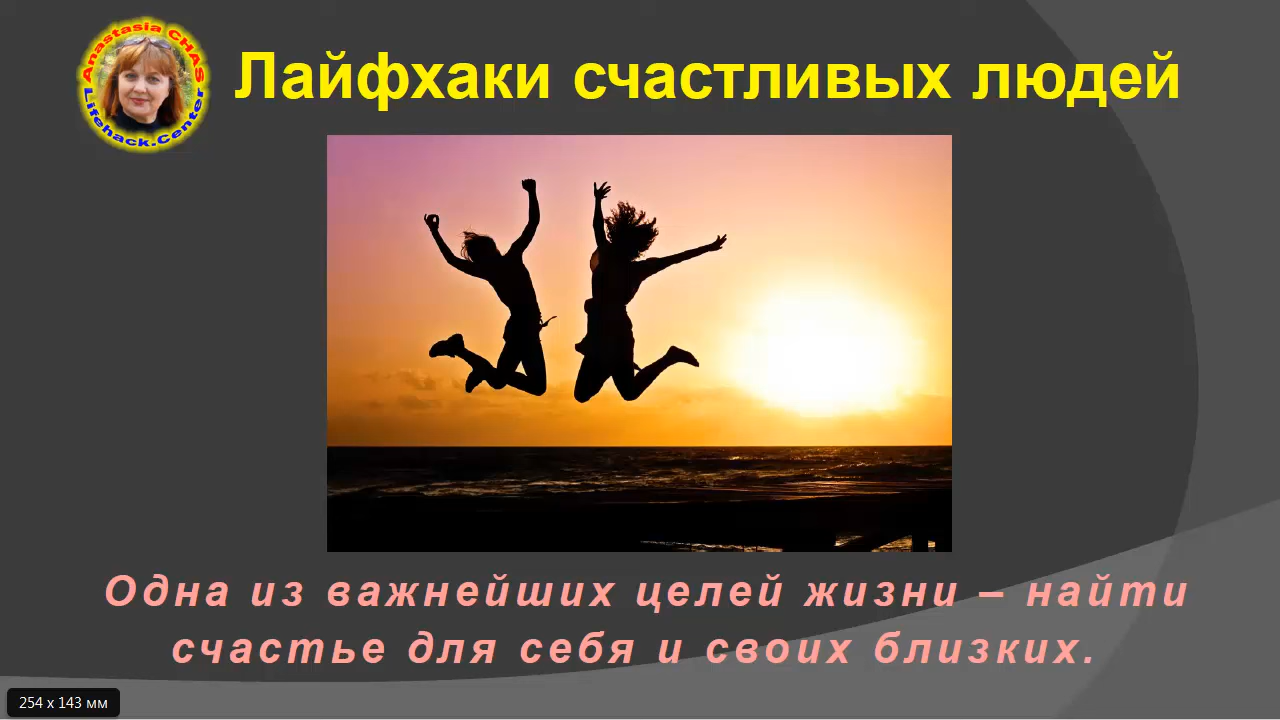 Anastasia CHAS
Lifehack.Center
Лайфхаки счастливых людей
Одна из важнейших целей жизни – найти
счастье для себя и своих близких.
254 x 143 мм